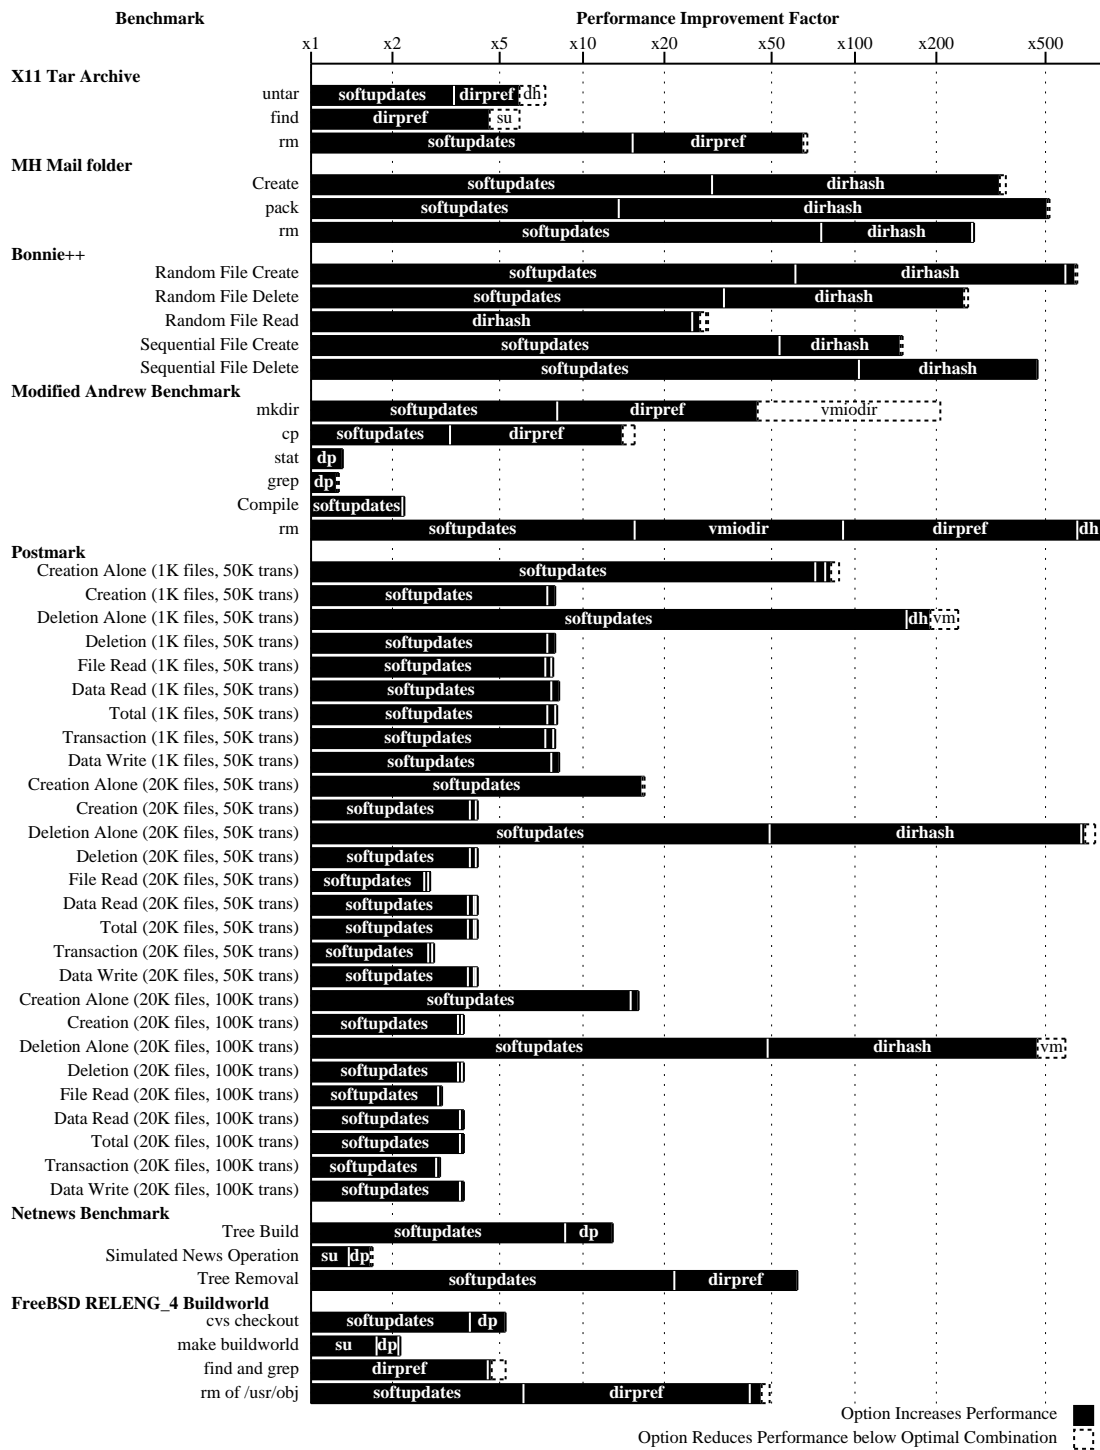 Benchmark Performance Improvement Factor
x1 x2 x5 x10 x20 x50 x100 x200 x500
X11 Tar Archive
untar softupdates dirpref dh
find dirpref su
rm softupdates dirpref
MH Mail folder
Create softupdates dirhash
pack softupdates dirhash
rm softupdates dirhash
Bonnie++
Random File Create softupdates dirhash
Random File Delete softupdates dirhash
Random File Read dirhash
Sequential File Create softupdates dirhash
Sequential File Delete softupdates dirhash
Modified Andrew Benchmark
mkdir softupdates dirpref vmiodir
cp softupdates dirpref
stat dp
grep dp
Compile softupdates
rm softupdates vmiodir dirpref dh
Postmark
Creation Alone (1K files, 50K trans) softupdates
Creation (1K files, 50K trans) softupdates
Deletion Alone (1K files, 50K trans) softupdates dh vm
Deletion (1K files, 50K trans) softupdates
File Read (1K files, 50K trans) softupdates
Data Read (1K files, 50K trans) softupdates
Total (1K files, 50K trans) softupdates
Transaction (1K files, 50K trans) softupdates
Data Write (1K files, 50K trans) softupdates
Creation Alone (20K files, 50K trans) softupdates
Creation (20K files, 50K trans) softupdates
Deletion Alone (20K files, 50K trans) softupdates dirhash
Deletion (20K files, 50K trans) softupdates
File Read (20K files, 50K trans) softupdates
Data Read (20K files, 50K trans) softupdates
Total (20K files, 50K trans) softupdates
Transaction (20K files, 50K trans) softupdates
Data Write (20K files, 50K trans) softupdates
Creation Alone (20K files, 100K trans) softupdates
Creation (20K files, 100K trans) softupdates
Deletion Alone (20K files, 100K trans) softupdates dirhash vm
Deletion (20K files, 100K trans) softupdates
File Read (20K files, 100K trans) softupdates
Data Read (20K files, 100K trans) softupdates
Total (20K files, 100K trans) softupdates
Transaction (20K files, 100K trans) softupdates
Data Write (20K files, 100K trans) softupdates
Netnews Benchmark
Tree Build softupdates dp
Simulated News Operation su dp
Tree Removal softupdates dirpref
FreeBSD RELENG_4 Buildworld
cvs checkout softupdates dp
make buildworld su dp
find and grep dirpref
rm of /usr/obj softupdates dirpref
Option Increases Performance
Option Reduces Performance below Optimal Combination